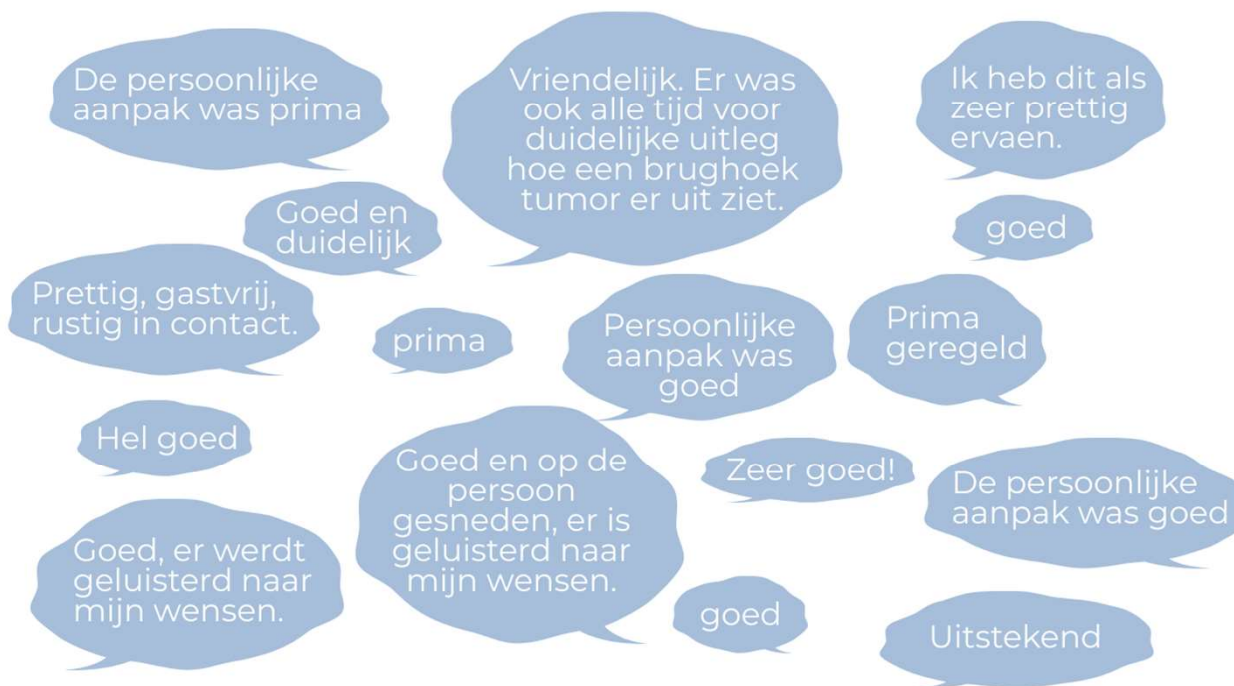 De persoonlijke
aanpak was prima
Vriendelijk. Er was
ook alle tijd voor
duidelijke uitleg
hoe een brughoek
tumor er uit ziet.
Ik heb dit als
zeer prettig
ervaen.
Goed en
duidelijk
goed
Prettig, gastvrij,
rustig in contact.
prima
Persoonlijke
aanpak was
goed
Prima
geregeld
Hel goed
Goed en op de
persoon
gesneden, er is
geluisterd naar
mijn wensen.
Zeer goed!
De persoonlijke
aanpak was goed
Goed, er werdt
geluisterd naar
mijn wensen.
goed
Uitstekend